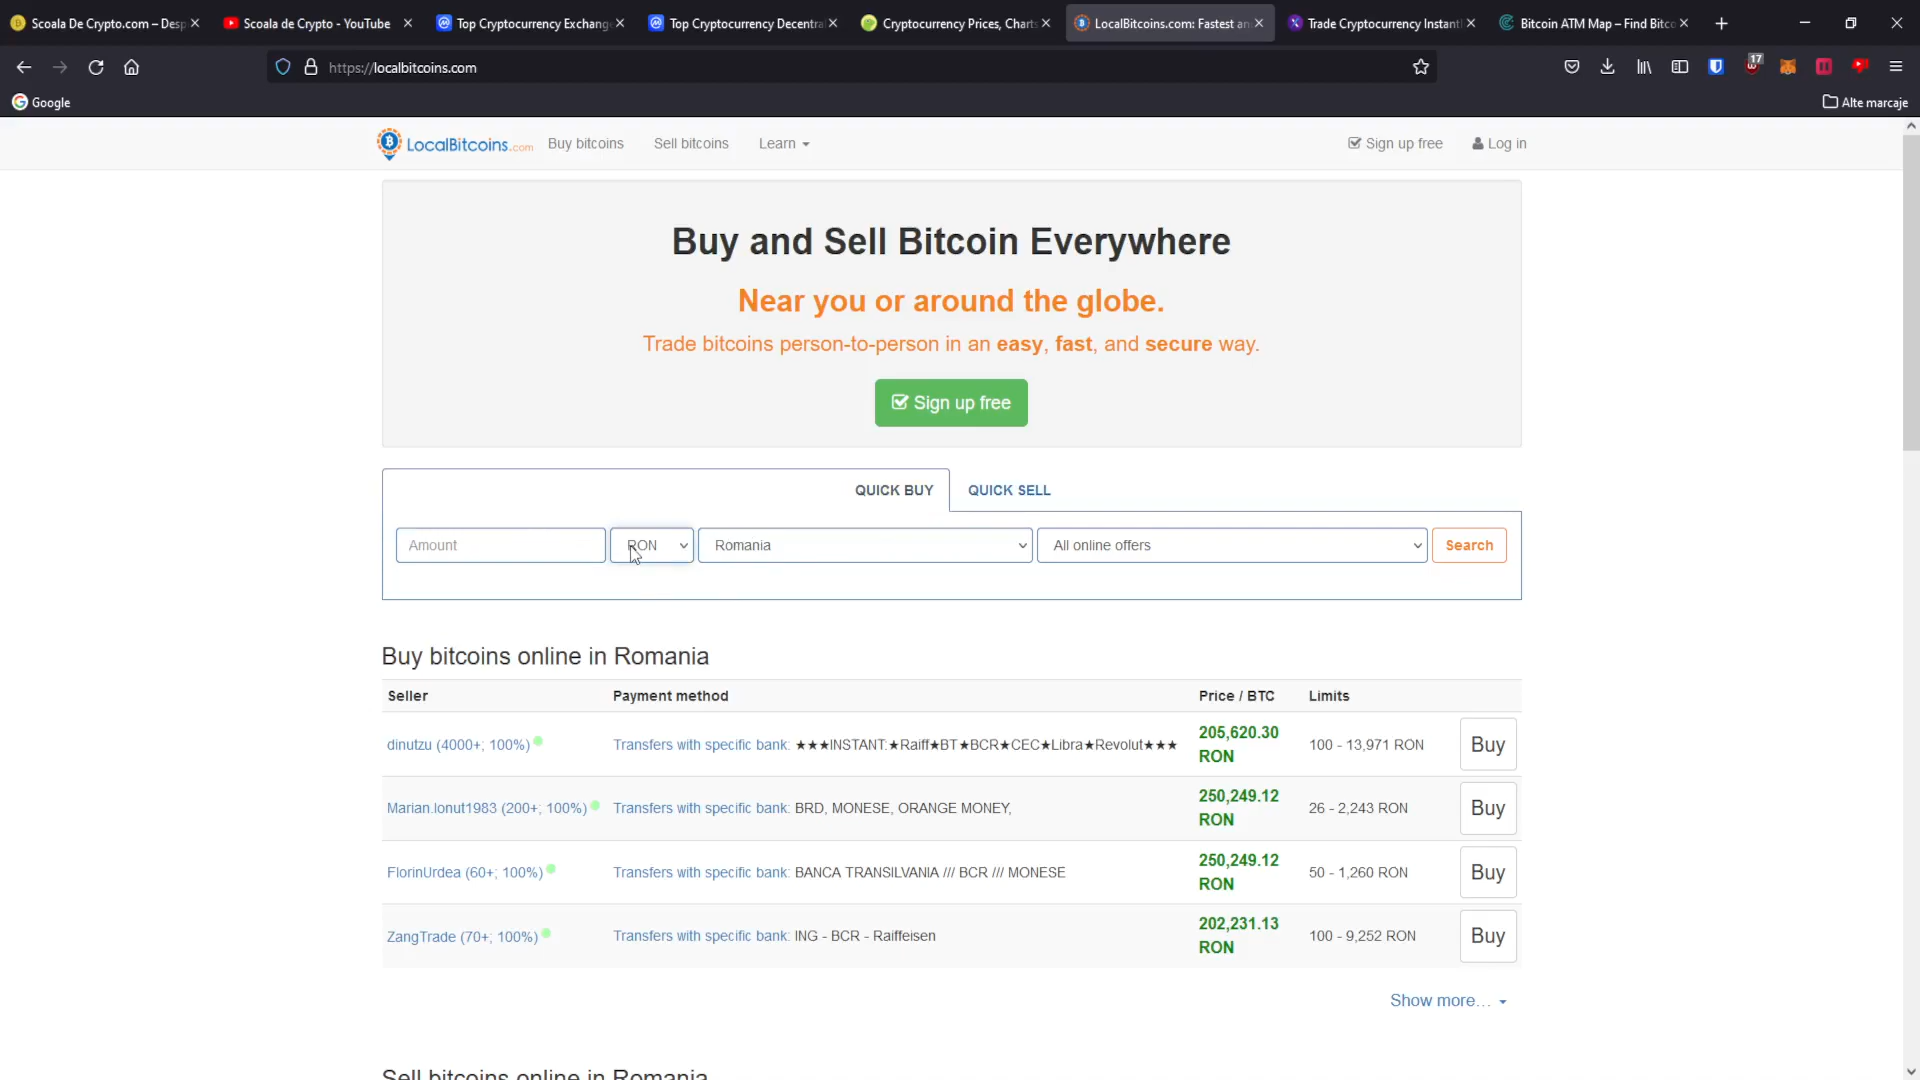 Scoala De Crypto.com – Desp
Scoala de Crypto - YouTube
Top Cryptocurrency Exchange
Top Cryptocurrency Decentra
Cryptocurrency Prices, Charts
LocalBitcoins.com: Fastest an
Trade Cryptocurrency Instantl
Bitcoin ATM Map – Find Bitco
https://localbitcoins.com
17
Google
Alte marcaje
LocalBitcoins.com
Buy bitcoins
Sell bitcoins
Learn
Sign up free
Log in
Buy and Sell Bitcoin Everywhere
Near you or around the globe.
Trade bitcoins person-to-person in an easy, fast, and secure way.
Sign up free
QUICK BUY
QUICK SELL
Amount
RON
Romania
All online offers
Search
Buy bitcoins online in Romania
Seller Payment method Price / BTC Limits
dinutzu (4000+; 100%) Transfers with specific bank: ★★★INSTANT:★Raiff★BT★BCR★CEC★Libra★Revolut★★★ 205,620.30 RON 100 - 13,971 RON Buy
Marian.Ionut1983 (200+; 100%) Transfers with specific bank: BRD, MONESE, ORANGE MONEY, 250,249.12 RON 26 - 2,243 RON Buy
FlorinUrdea (60+; 100%) Transfers with specific bank: BANCA TRANSILVANIA /// BCR /// MONESE 250,249.12 RON 50 - 1,260 RON Buy
ZangTrade (70+; 100%) Transfers with specific bank: ING - BCR - Raiffeisen 202,231.13 RON 100 - 9,252 RON Buy
Show more…
Sell bitcoins online in Romania